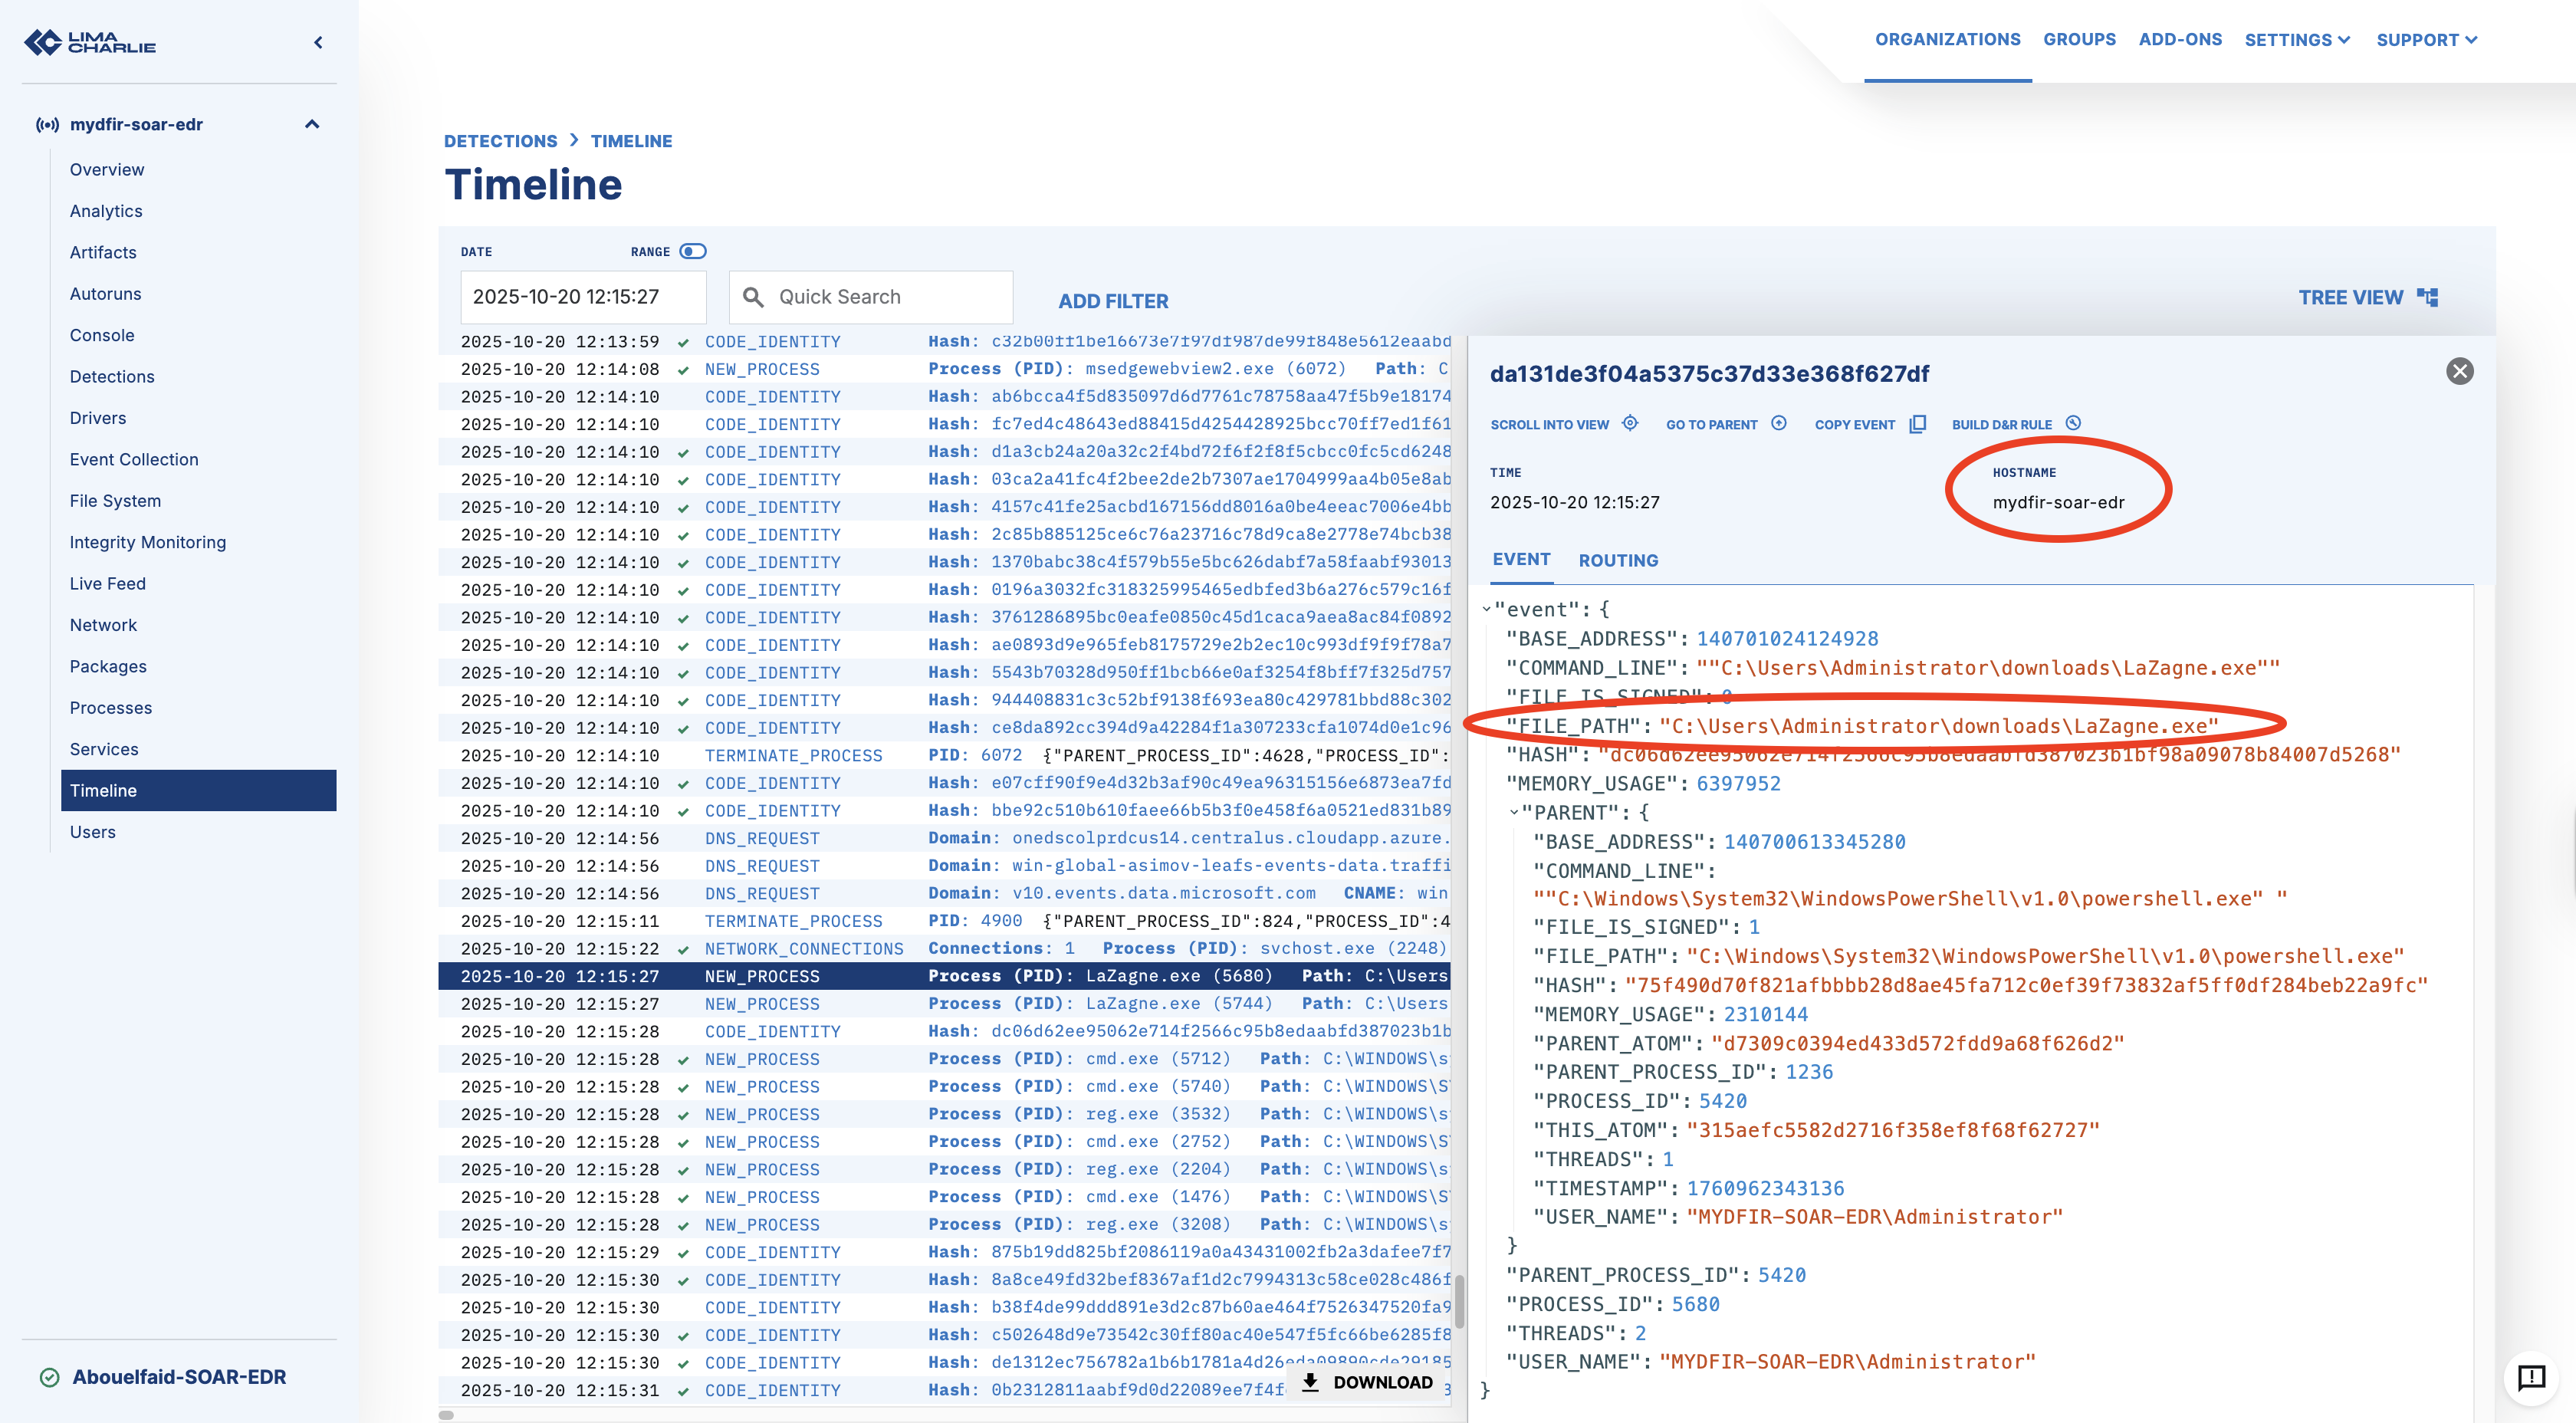 LIMA
CHARLIE
mydfir-soar-edr
Overview
Analytics
Artifacts
Autoruns
Console
Detections
Drivers
Event Collection
File System
Integrity Monitoring
Live Feed
Network
Packages
Processes
Services
Timeline
Users
Abouelfaid-SOAR-EDR
ORGANIZATIONS GROUPS ADD-ONS SETTINGS SUPPORT
DETECTIONS > TIMELINE
Timeline
DATE RANGE
2025-10-20 12:15:27 Quick Search ADD FILTER TREE VIEW
2025-10-20 12:13:59 CODE_IDENTITY Hash: c32b00ff1be16673e7f97df987de99f848e5612eaabd
2025-10-20 12:14:08 NEW_PROCESS Process (PID): msedgewebview2.exe (6072) Path: C
2025-10-20 12:14:10 CODE_IDENTITY Hash: ab6bcca4f5d835097d6d7761c78758aa47f5b9e18174
2025-10-20 12:14:10 CODE_IDENTITY Hash: fc7ed4c48643ed88415d4254428925bcc70ff7ed1f61
2025-10-20 12:14:10 CODE_IDENTITY Hash: d1a3cb24a20a32c2f4bd72f6f2f8f5cbcc0fc5cd6248
2025-10-20 12:14:10 CODE_IDENTITY Hash: 03ca2a41fc4f2bee2de2b7307ae1704999aa4b05e8ab
2025-10-20 12:14:10 CODE_IDENTITY Hash: 4157c41fe25acbd167156dd8016a0be4eeac7006e4bb
2025-10-20 12:14:10 CODE_IDENTITY Hash: 2c85b885125ce6c76a23716c78d9ca8e2778e74bcb38
2025-10-20 12:14:10 CODE_IDENTITY Hash: 1370babc38c4f579b55e5bc626dabf7a58faabf93013
2025-10-20 12:14:10 CODE_IDENTITY Hash: 0196a3032fc318325995465edbfed3b6a276c579c16f
2025-10-20 12:14:10 CODE_IDENTITY Hash: 3761286895bc0eafe0850c45d1caca9aea8ac84f0892
2025-10-20 12:14:10 CODE_IDENTITY Hash: ae0893d9e965feb8175729e2b2ec10c993df9f9f78a7
2025-10-20 12:14:10 CODE_IDENTITY Hash: 5543b70328d950ff1bcb66e0af3254f8bff7f325d757
2025-10-20 12:14:10 CODE_IDENTITY Hash: 944408831c3c52bf9138f693ea80c429781bbd88c302
2025-10-20 12:14:10 CODE_IDENTITY Hash: ce8da892cc394d9a42284f1a307233cfa1074d0e1c96
2025-10-20 12:14:10 TERMINATE_PROCESS PID: 6072 {"PARENT_PROCESS_ID":4628,"PROCESS_ID":
2025-10-20 12:14:10 CODE_IDENTITY Hash: e07cff90f9e4d32b3af90c49ea96315156e6873ea7fd
2025-10-20 12:14:10 CODE_IDENTITY Hash: bbe92c510b610faee66b5b3f0e458f6a0521ed831b89
2025-10-20 12:14:56 DNS_REQUEST Domain: onedscolprdcus14.centralus.cloudapp.azure.
2025-10-20 12:14:56 DNS_REQUEST Domain: win-global-asimov-leafs-events-data.traffi
2025-10-20 12:14:56 DNS_REQUEST Domain: v10.events.data.microsoft.com CNAME: win
2025-10-20 12:15:11 TERMINATE_PROCESS PID: 4900 {"PARENT_PROCESS_ID":824,"PROCESS_ID":4
2025-10-20 12:15:22 NETWORK_CONNECTIONS Connections: 1 Process (PID): svchost.exe (2248)
2025-10-20 12:15:27 NEW_PROCESS Process (PID): LaZagne.exe (5680) Path: C:\Users
2025-10-20 12:15:27 NEW_PROCESS Process (PID): LaZagne.exe (5744) Path: C:\Users
2025-10-20 12:15:28 CODE_IDENTITY Hash: dc06d62ee95062e714f2566c95b8edaabfd387023b1b
2025-10-20 12:15:28 NEW_PROCESS Process (PID): cmd.exe (5712) Path: C:\WINDOWS\s
2025-10-20 12:15:28 NEW_PROCESS Process (PID): cmd.exe (5740) Path: C:\WINDOWS\S
2025-10-20 12:15:28 NEW_PROCESS Process (PID): reg.exe (3532) Path: C:\WINDOWS\s
2025-10-20 12:15:28 NEW_PROCESS Process (PID): cmd.exe (2752) Path: C:\WINDOWS\S
2025-10-20 12:15:28 NEW_PROCESS Process (PID): reg.exe (2204) Path: C:\WINDOWS\s
2025-10-20 12:15:28 NEW_PROCESS Process (PID): cmd.exe (1476) Path: C:\WINDOWS\S
2025-10-20 12:15:28 NEW_PROCESS Process (PID): reg.exe (3208) Path: C:\WINDOWS\s
2025-10-20 12:15:29 CODE_IDENTITY Hash: 875b19dd825bf2086119a0a43431002fb2a3dafee7f7
2025-10-20 12:15:30 CODE_IDENTITY Hash: 8a8ce49fd32bef8367af1d2c7994313c58ce028c486f
2025-10-20 12:15:30 CODE_IDENTITY Hash: b38f4de99ddd891e3d2c87b60ae464f7526347520fa9
2025-10-20 12:15:30 CODE_IDENTITY Hash: c502648d9e73542c30ff80ac40e547f5fc66be6285f8
2025-10-20 12:15:30 CODE_IDENTITY Hash:
2025-10-20 12:15:31 CODE_IDENTITY Hash: 0b2312811aabf9d0d22089ee7f4f
DOWNLOAD
da131de3f04a5375c37d33e368f627df
SCROLL INTO VIEW GO TO PARENT COPY EVENT BUILD D&R RULE
TIME HOSTNAME
2025-10-20 12:15:27 mydfir-soar-edr
EVENT ROUTING
"event": {
"BASE_ADDRESS": 140701024124928
"COMMAND_LINE": ""C:\Users\Administrator\downloads\LaZagne.exe""
"FILE_IS_SIGNED": 0
"FILE_PATH": "C:\Users\Administrator\downloads\LaZagne.exe"
"HASH": "dc06d62ee95062e714f2566c95b8edaabfd387023b1bf98a09078b84007d5268"
"MEMORY_USAGE": 6397952
"PARENT": {
"BASE_ADDRESS": 140700613345280
"COMMAND_LINE":
""C:\Windows\System32\WindowsPowerShell\v1.0\powershell.exe" "
"FILE_IS_SIGNED": 1
"FILE_PATH": "C:\Windows\System32\WindowsPowerShell\v1.0\powershell.exe"
"HASH": "75f490d70f821afbbbb28d8ae45fa712c0ef39f73832af5ff0df284beb22a9fc"
"MEMORY_USAGE": 2310144
"PARENT_ATOM": "d7309c0394ed433d572fdd9a68f626d2"
"PARENT_PROCESS_ID": 1236
"PROCESS_ID": 5420
"THIS_ATOM": "315aefc5582d2716f358ef8f68f62727"
"THREADS": 1
"TIMESTAMP": 1760962343136
"USER_NAME": "MYDFIR-SOAR-EDR\Administrator"
}
"PARENT_PROCESS_ID": 5420
"PROCESS_ID": 5680
"THREADS": 2
"USER_NAME": "MYDFIR-SOAR-EDR\Administrator"
}